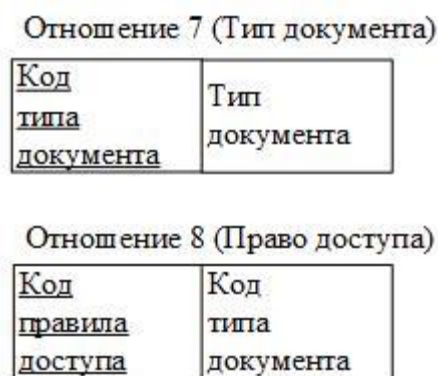 Отношение 7 (Тип документа)
Код
типа
документа
Тип
документа
Отношение 8 (Право доступа)
Код
правила
доступа
Код
типа
документа